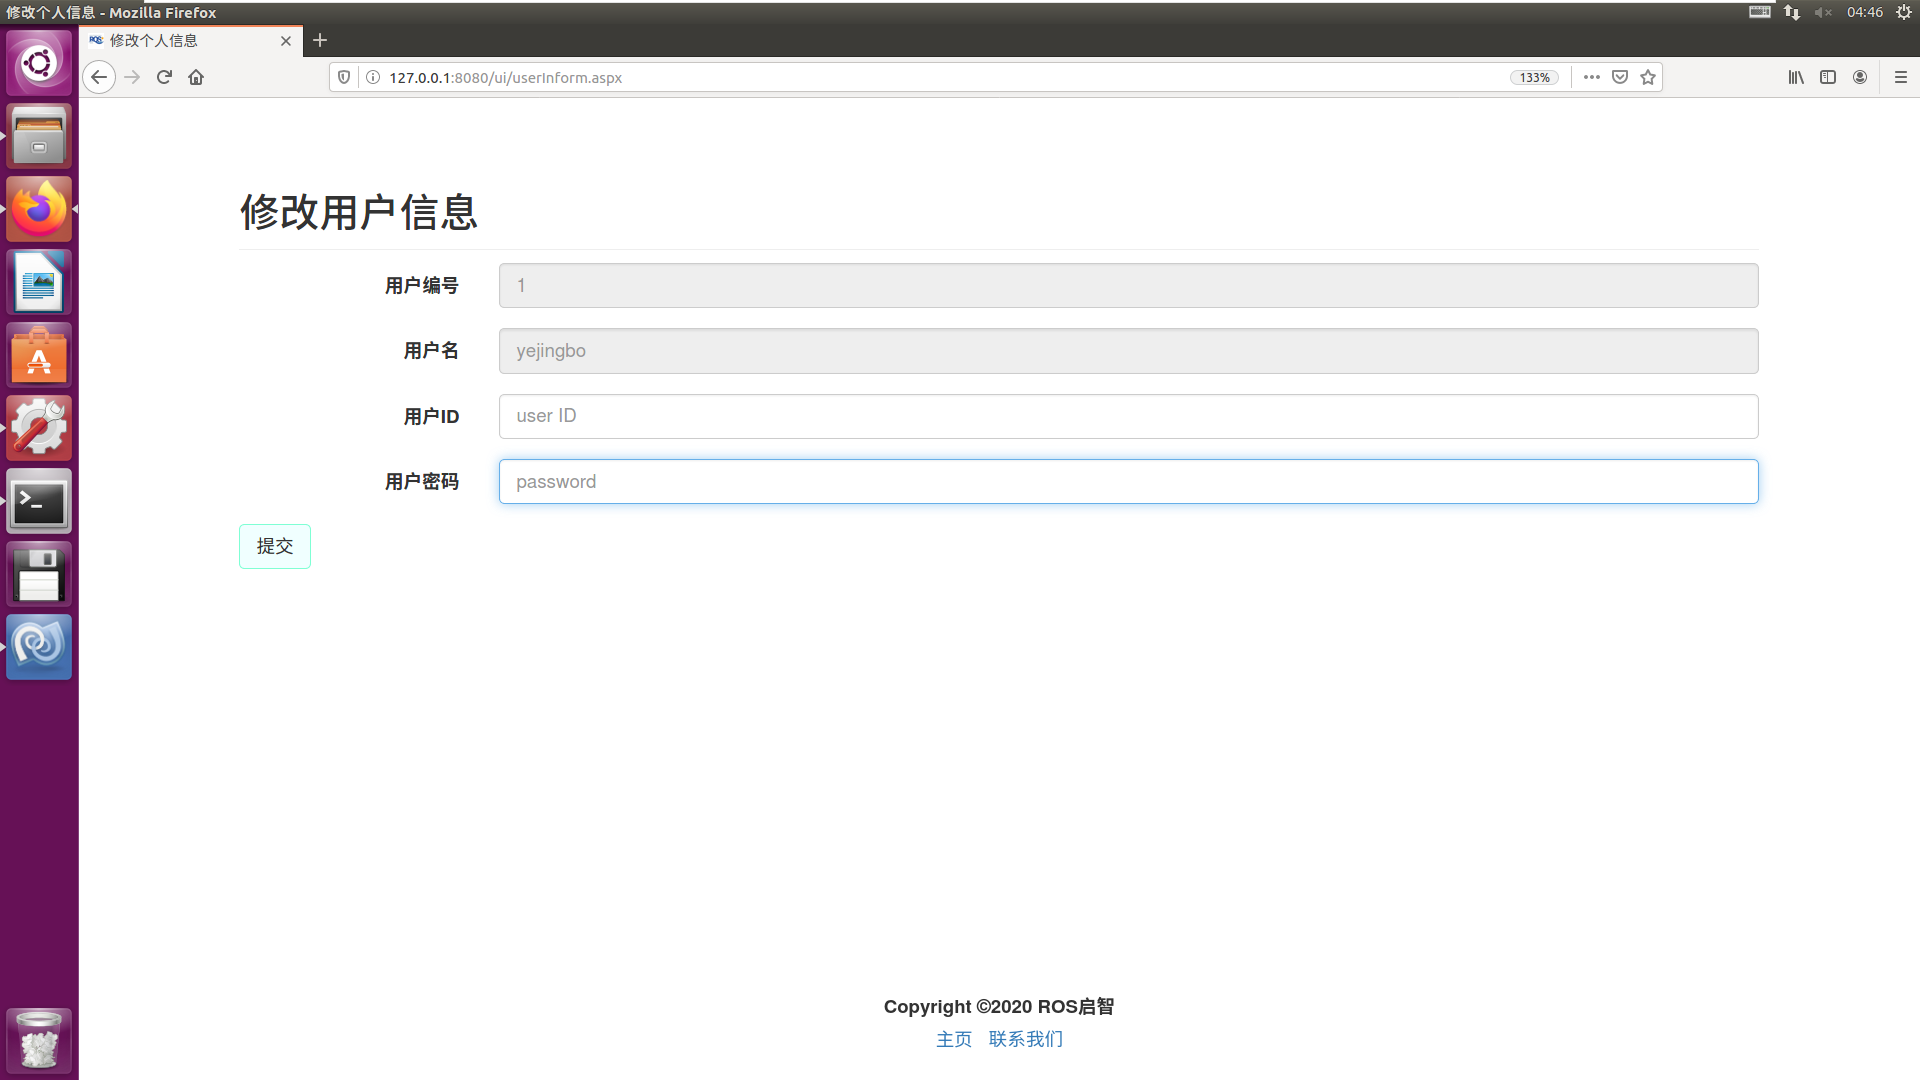 修改个人信息 - Mozilla Firefox
04:46
ROS 修改个人信息
127.0.0.1:8080/ui/userInform.aspx
133%
修改用户信息
用户编号 1
用户名 yejingbo
用户ID user ID
用户密码 password
提交
Copyright ©2020 ROS启智
主页 联系我们